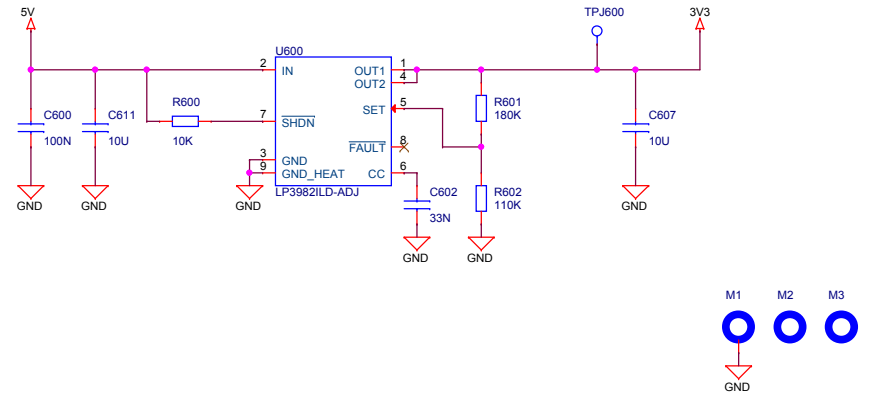 5V
TPJ600
3V3
U600
2
IN
OUT1
1
OUT2
4
C600
100N
C611
10U
R600
10K
7
SHDN
SET
5
R601
180K
C607
10U
FAULT
8
3
GND
9
GND_HEAT
CC
6
LP3982ILD-ADJ
C602
33N
R602
110K
GND
GND
GND
GND
GND
GND
M1
M2
M3
GND